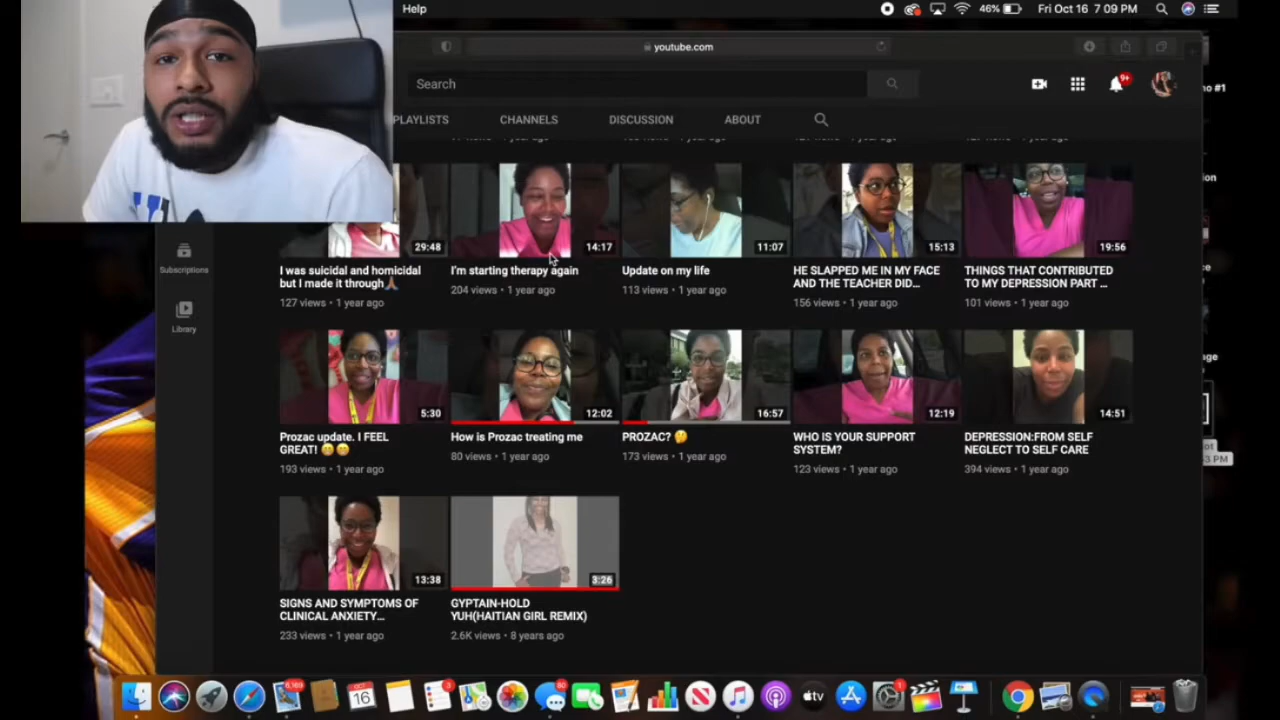 Help
46%
Fri Oct 16 7:09 PM
youtube.com
Search
9+
PLAYLISTS
CHANNELS
DISCUSSION
ABOUT
Subscriptions
Library
29:48
14:17
11:07
15:13
19:56
I was suicidal and homicidal
but I made it through🙏🏾
127 views • 1 year ago
I'm starting therapy again
204 views • 1 year ago
Update on my life
113 views • 1 year ago
HE SLAPPED ME IN MY FACE
AND THE TEACHER DID...
156 views • 1 year ago
THINGS THAT CONTRIBUTED
TO MY DEPRESSION PART ...
101 views • 1 year ago
5:30
12:02
16:57
12:19
14:51
Prozac update. I FEEL
GREAT! 😁😁
193 views • 1 year ago
How is Prozac treating me
80 views • 1 year ago
PROZAC? 🤔
173 views • 1 year ago
WHO IS YOUR SUPPORT
SYSTEM?
123 views • 1 year ago
DEPRESSION:FROM SELF
NEGLECT TO SELF CARE
394 views • 1 year ago
13:38
3:26
SIGNS AND SYMPTOMS OF
CLINICAL ANXIETY...
233 views • 1 year ago
GYPTAIN-HOLD
YUH(HAITIAN GIRL REMIX)
2.6K views • 8 years ago
OCT
16
80
tv